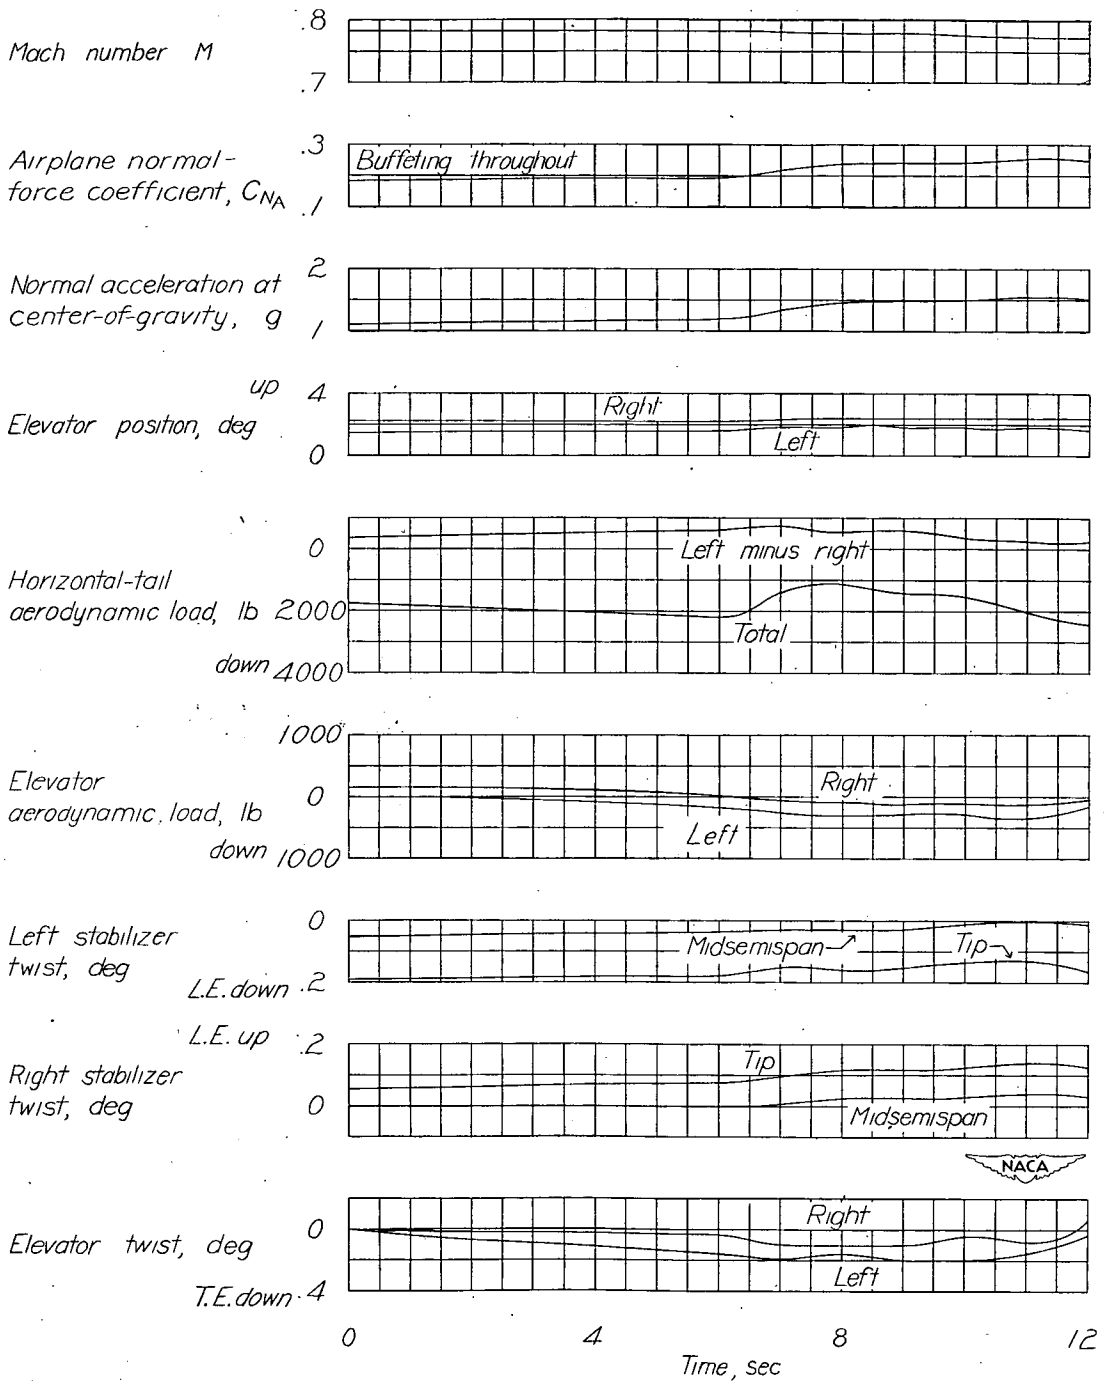 .8
Mach number M
.7
.3
Airplane normal-
force coefficient, CNA
.1
Buffeting throughout
2
Normal acceleration at
center-of-gravity, g
1
up 4
Elevator position, deg
0
Right
Left
0
Horizontal-tail
aerodynamic load, lb 2000
down 4000
Left minus right
Total
1000
Elevator 0
aerodynamic load, lb
down 1000
Right
Left
0
Left stabilizer
twist, deg
L.E. down .2
Midsemispan
Tip
L.E. up .2
Right stabilizer
twist, deg 0
Tip
Midsemispan
NACA
0
Elevator twist, deg
T.E. down .4
Right
Left
0 4 8 12
Time, sec